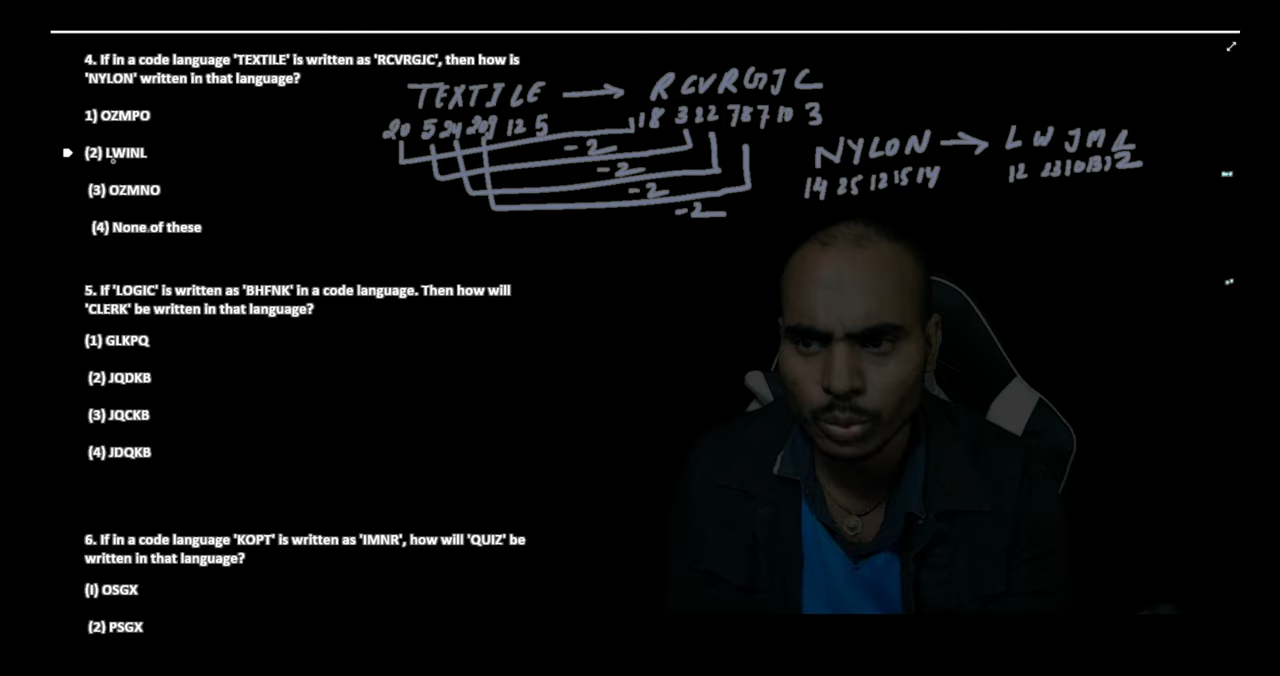 4. If in a code language 'TEXTILE' is written as 'RCVRGJC', then how is
'NYLON' written in that language?
TEXTILE → RCVRGJC
20 5 24 20 9 12 5
18 3 22 18 7 10 3
-2
-2
-2
-2
NYLON → LWJML
14 25 12 15 14
12 23 10 13 12
1) OZMPO
(2) LWINL
(3) OZMNO
(4) None of these
5. If 'LOGIC' is written as 'BHFNK' in a code language. Then how will
'CLERK' be written in that language?
(1) GLKPQ
(2) JQDKB
(3) JQCKB
(4) JDQKB
6. If in a code language 'KOPT' is written as 'IMNR', how will 'QUIZ' be
written in that language?
(I) OSGX
(2) PSGX